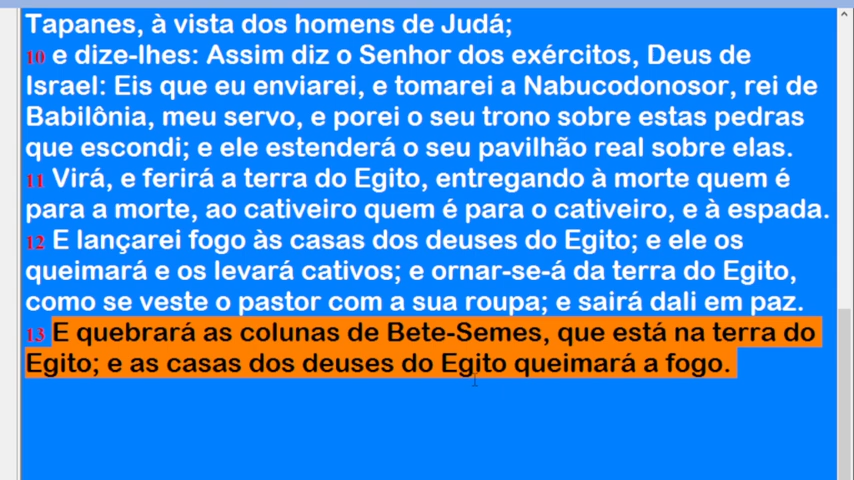 Tapanes, à vista dos homens de Judá;
10 e dize-lhes: Assim diz o Senhor dos exércitos, Deus de
Israel: Eis que eu enviarei, e tomarei a Nabucodonosor, rei de
Babilônia, meu servo, e porei o seu trono sobre estas pedras
que escondi; e ele estenderá o seu pavilhão real sobre elas.
11 Virá, e ferirá a terra do Egito, entregando à morte quem é
para a morte, ao cativeiro quem é para o cativeiro, e à espada.
12 E lançarei fogo às casas dos deuses do Egito; e ele os
queimará e os levará cativos; e ornar-se-á da terra do Egito,
como se veste o pastor com a sua roupa; e sairá dali em paz.
13 E quebrará as colunas de Bete-Semes, que está na terra do
Egito; e as casas dos deuses do Egito queimará a fogo.